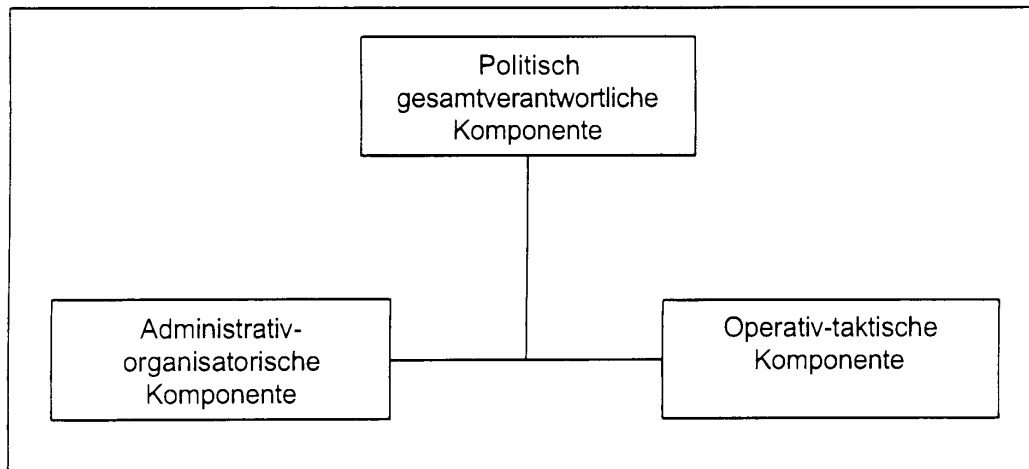 Politisch
gesamtverantwortliche
Komponente
Administrativ-
organisatorische
Komponente
Operativ-taktische
Komponente